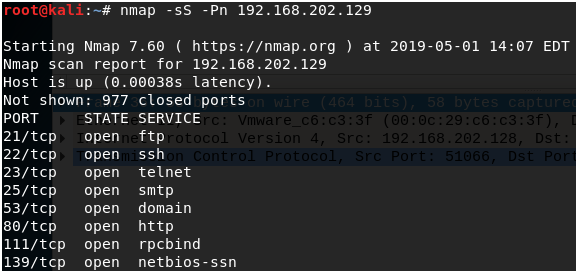 root@kali:~# nmap -sS -Pn 192.168.202.129
Starting Nmap 7.60 ( https://nmap.org ) at 2019-05-01 14:07 EDT
Nmap scan report for 192.168.202.129
Host is up (0.00038s latency).
Not shown: 977 closed ports
on wire (464 bits), 58 bytes captured
PORT STATE SERVICE
Src: Vmware_c6:c3:3f (00:0c:29:c6:c3:3f),
21/tcp open ftp
Protocol Version 4, Src: 192.168.202.128, Dst:
22/tcp open ssh
Control Protocol, Src Port: 51066, Dst Port
23/tcp open telnet
25/tcp open smtp
53/tcp open domain
80/tcp open http
111/tcp open rpcbind
139/tcp open netbios-ssn